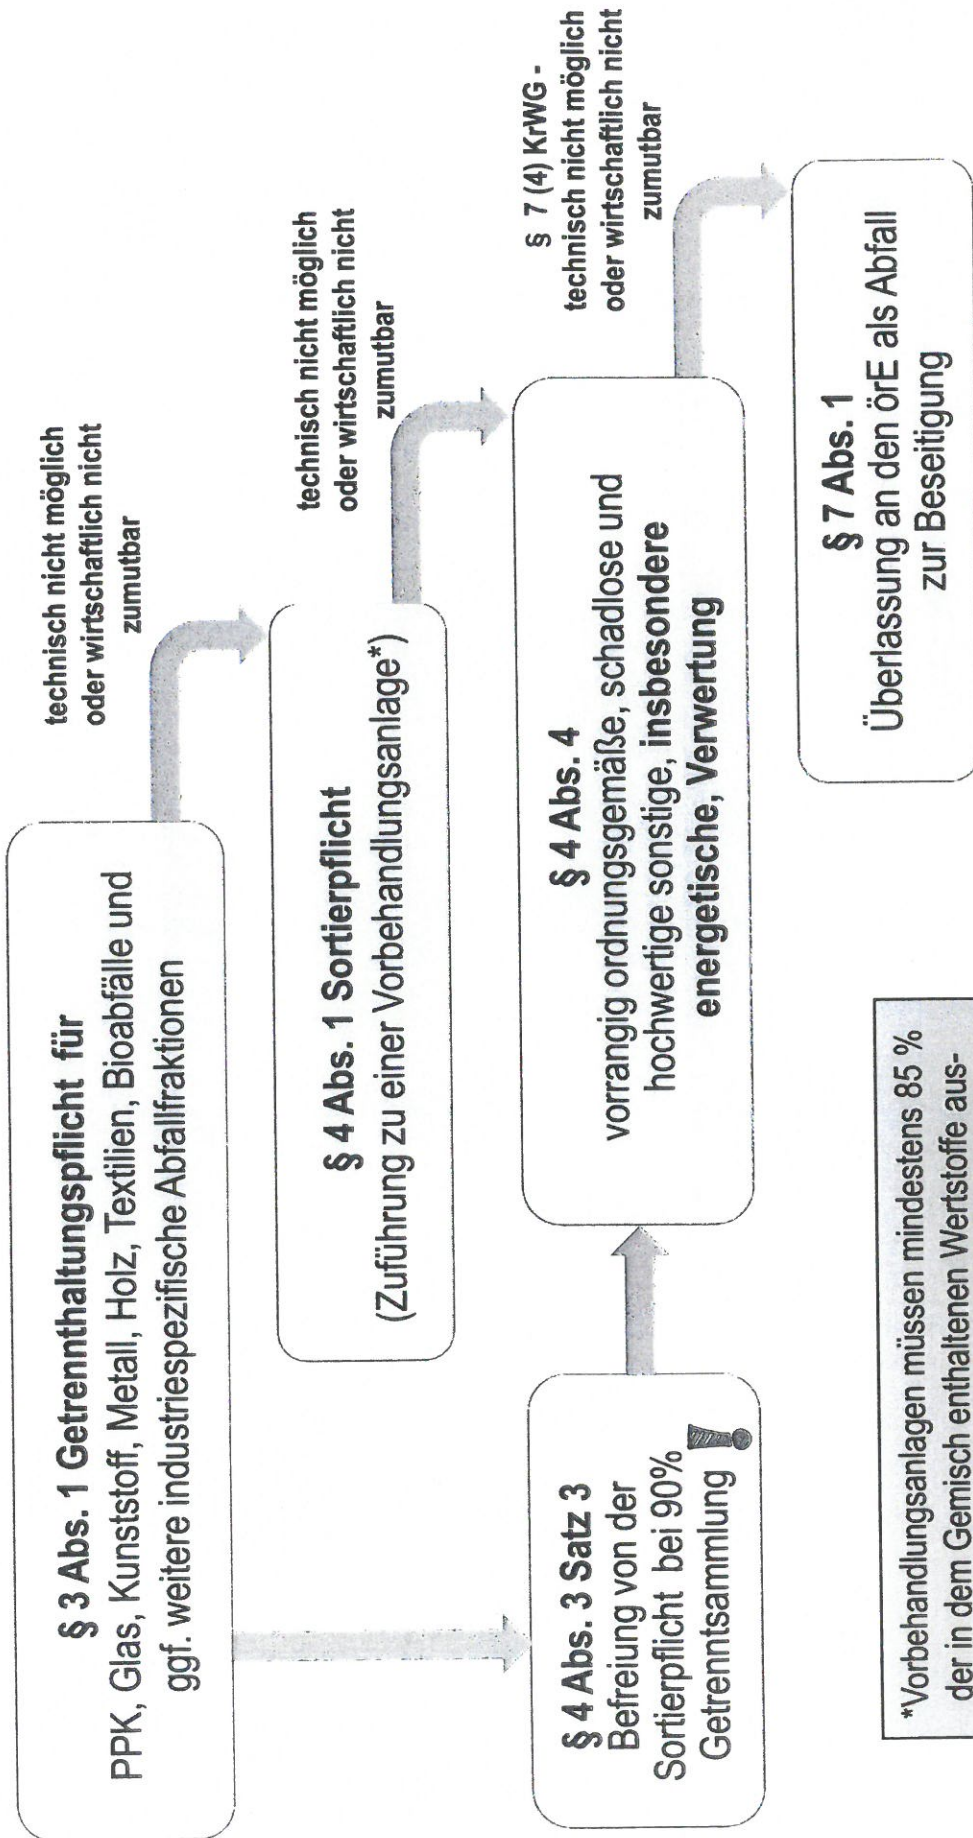 § 3 Abs. 1 Getrennthaltungspflicht für
PPK, Glas, Kunststoff, Metall, Holz, Textilien, Bioabfälle und
ggf. weitere industriespezifische Abfallfraktionen
technisch nicht möglich
oder wirtschaftlich nicht
zumutbar
§ 4 Abs. 1 Sortierpflicht
(Zuführung zu einer Vorbehandlungsanlage*)
technisch nicht möglich
oder wirtschaftlich nicht
zumutbar
§ 4 Abs. 3 Satz 3
Befreiung von der
Sortierpflicht bei 90%
Getrenntsammlung
§ 4 Abs. 4
vorrangig ordnungsgemäße, schadlose und
hochwertige sonstige, insbesondere
energetische, Verwertung
§ 7 (4) KrWG -
technisch nicht möglich
oder wirtschaftlich nicht
zumutbar
§ 7 Abs. 1
Überlassung an den örE als Abfall
zur Beseitigung
*Vorbehandlungsanlagen müssen mindestens 85 %
der in dem Gemisch enthaltenen Wertstoffe aus-